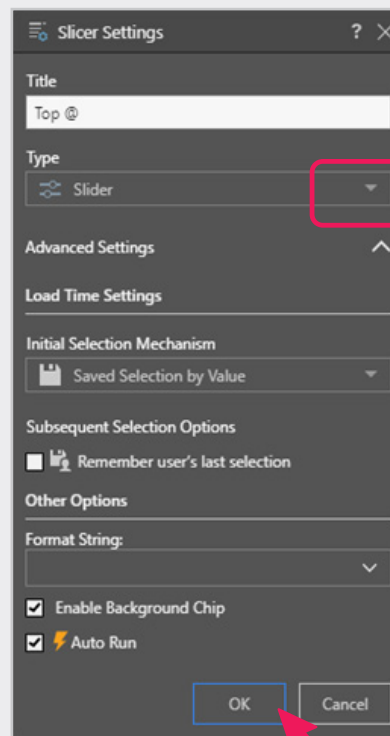 Slicer Settings ?
Title
Top @
Type
Slider
Advanced Settings
Load Time Settings
Initial Selection Mechanism
Saved Selection by Value
Subsequent Selection Options
Remember user's last selection
Other Options
Format String:
Enable Background Chip
Auto Run
OK Cancel